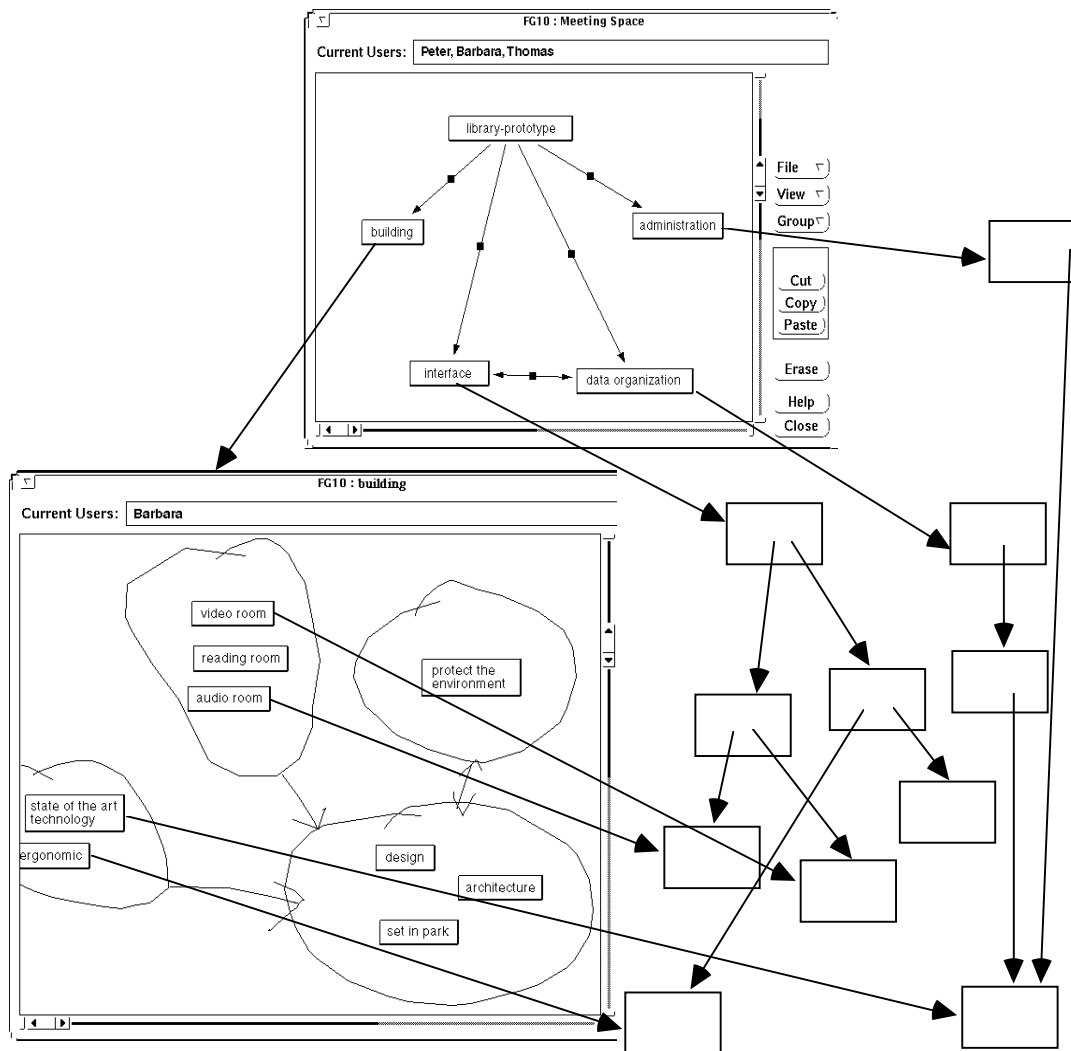 FG10 : Meeting Space
Current Users: Peter, Barbara, Thomas
library-prototype
building
administration
interface
data organization
File
View
Group
Cut
Copy
Paste
Erase
Help
Close
FG10 : building
Current Users: Barbara
video room
reading room
audio room
protect the
environment
state of the art
technology
ergonomic
design
architecture
set in park